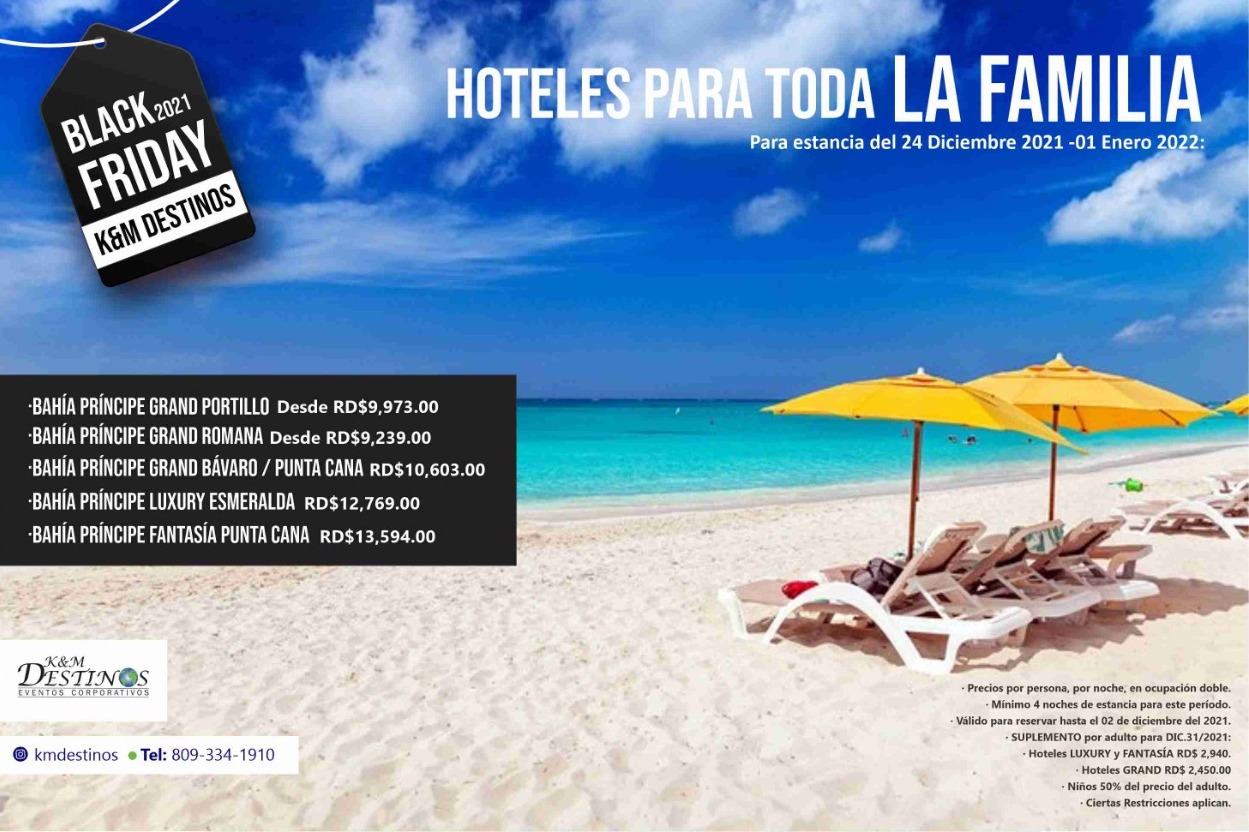 BLACK 2021
FRIDAY
K&M DESTINOS
HOTELES PARA TODA LA FAMILIA
Para estancia del 24 Diciembre 2021 -01 Enero 2022:
·BAHÍA PRÍNCIPE GRAND PORTILLO Desde RD$9,973.00
·BAHÍA PRÍNCIPE GRAND ROMANA Desde RD$9,239.00
·BAHÍA PRÍNCIPE GRAND BÁVARO / PUNTA CANA RD$10,603.00
·BAHÍA PRÍNCIPE LUXURY ESMERALDA RD$12,769.00
·BAHÍA PRÍNCIPE FANTASÍA PUNTA CANA RD$13,594.00
K&M
DESTINOS
EVENTOS CORPORATIVOS
kmdestinos ● Tel: 809-334-1910
· Precios por persona, por noche, en ocupación doble.
· Mínimo 4 noches de estancia para este período.
· Válido para reservar hasta el 02 de diciembre del 2021.
· SUPLEMENTO por adulto para DIC.31/2021:
· Hoteles LUXURY y FANTASÍA RD$ 2,940.
· Hoteles GRAND RD$ 2,450.00
· Niños 50% del precio del adulto.
· Ciertas Restricciones aplican.